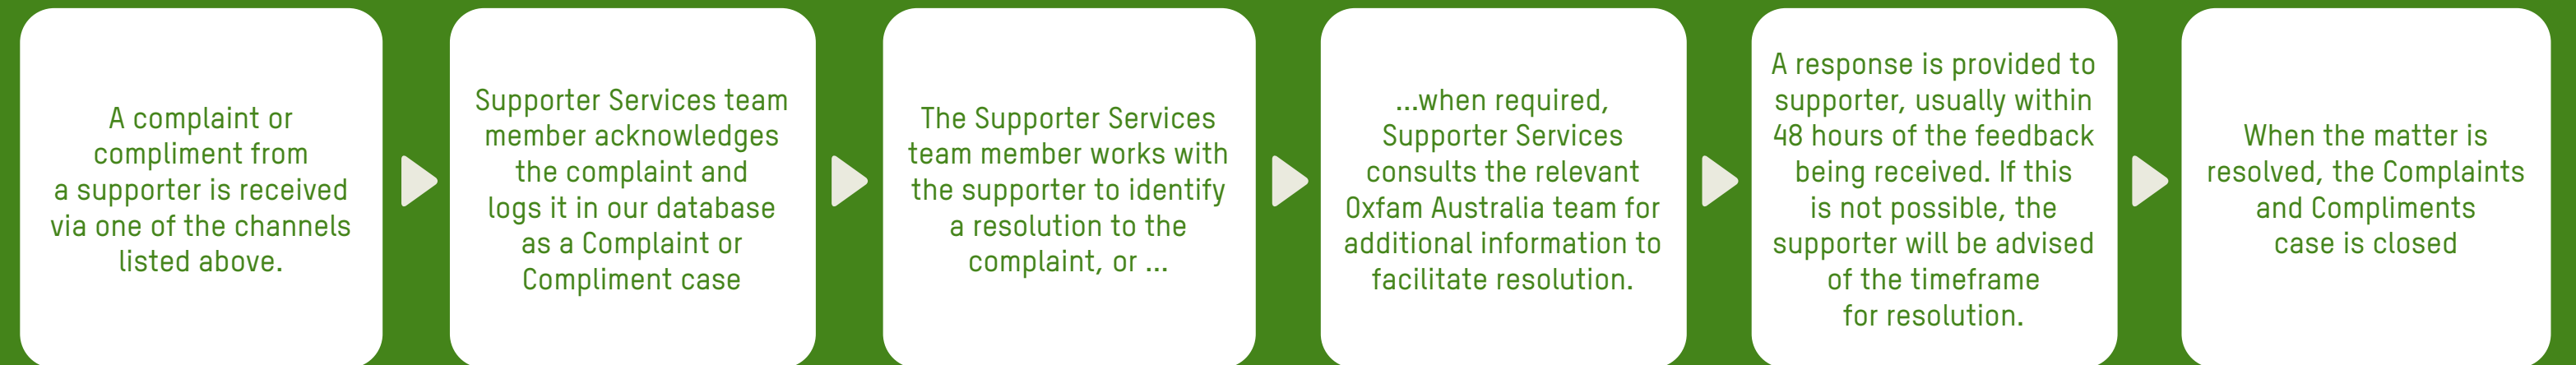 A complaint or
compliment from
a supporter is received
via one of the channels
listed above.
Supporter Services team
member acknowledges
the complaint and
logs it in our database
as a Complaint or
Compliment case
The Supporter Services
team member works with
the supporter to identify
a resolution to the
complaint, or ...
...when required,
Supporter Services
consults the relevant
Oxfam Australia team for
additional information to
facilitate resolution.
A response is provided to
supporter, usually within
48 hours of the feedback
being received. If this
is not possible, the
supporter will be advised
of the timeframe
for resolution.
When the matter is
resolved, the Complaints
and Compliments
case is closed